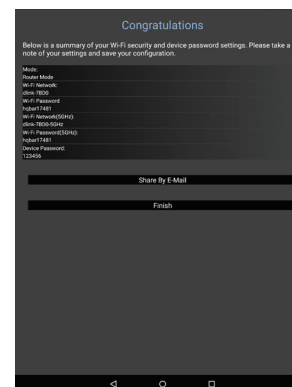 Congratulations
Below is a summary of your Wi-Fi security and device password settings. Please take a
note of your settings and save your configuration.
Mode:
Router Mode
Wi-Fi Network:
dlink-7BD0
Wi-Fi Password
hqbar17481
Wi-Fi Network(5GHz):
dlink-7BD0-5GHz
Wi-Fi Password(5GHz):
hqbar17481
Device Password:
123456
Share By E-Mail
Finish